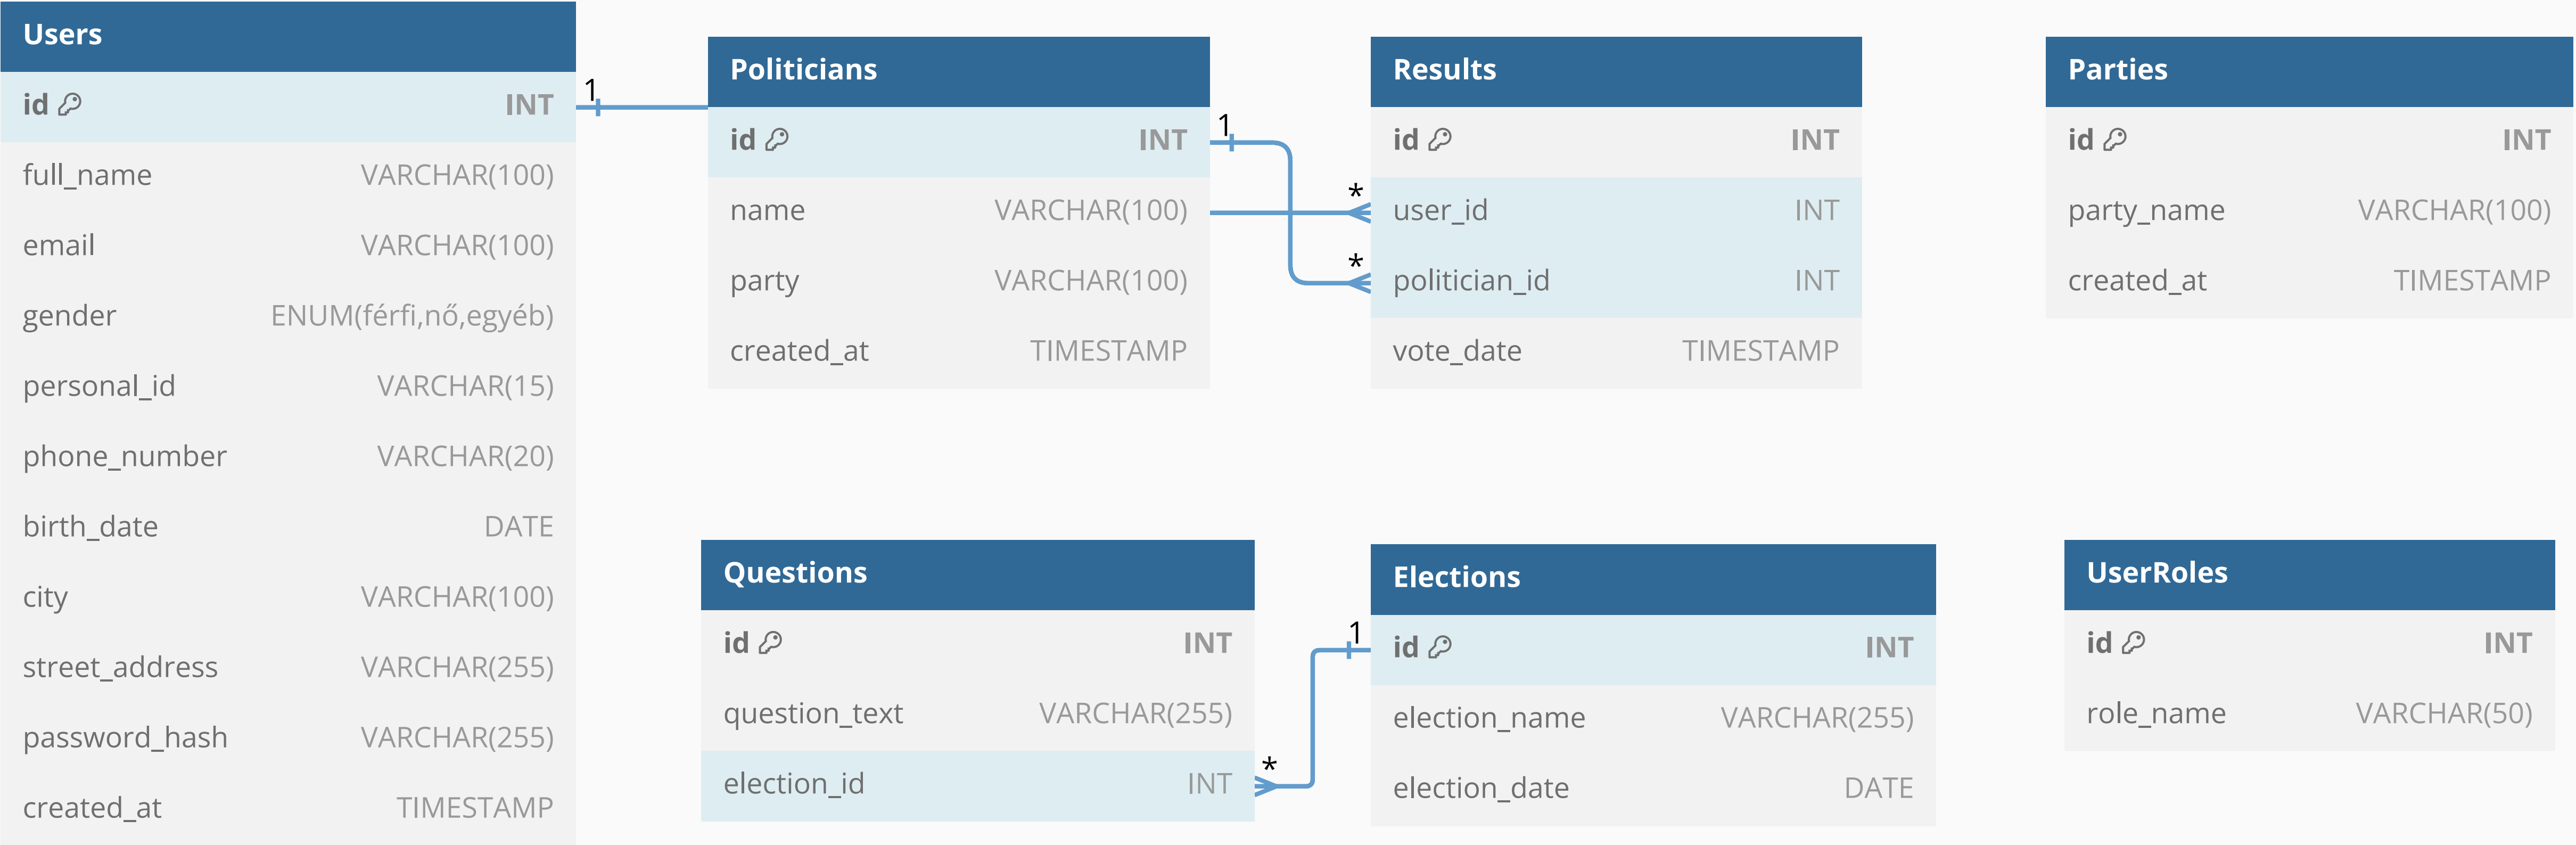 Users
id INT
full_name VARCHAR(100)
email VARCHAR(100)
gender ENUM(férfi,nő,egyéb)
personal_id VARCHAR(15)
phone_number VARCHAR(20)
birth_date DATE
city VARCHAR(100)
street_address VARCHAR(255)
password_hash VARCHAR(255)
created_at TIMESTAMP
1
Politicians
id INT
name VARCHAR(100)
party VARCHAR(100)
created_at TIMESTAMP
1
*
*
Results
id INT
user_id INT
politician_id INT
vote_date TIMESTAMP
Parties
id INT
party_name VARCHAR(100)
created_at TIMESTAMP
Questions
id INT
question_text VARCHAR(255)
election_id INT
*
1
Elections
id INT
election_name VARCHAR(255)
election_date DATE
UserRoles
id INT
role_name VARCHAR(50)